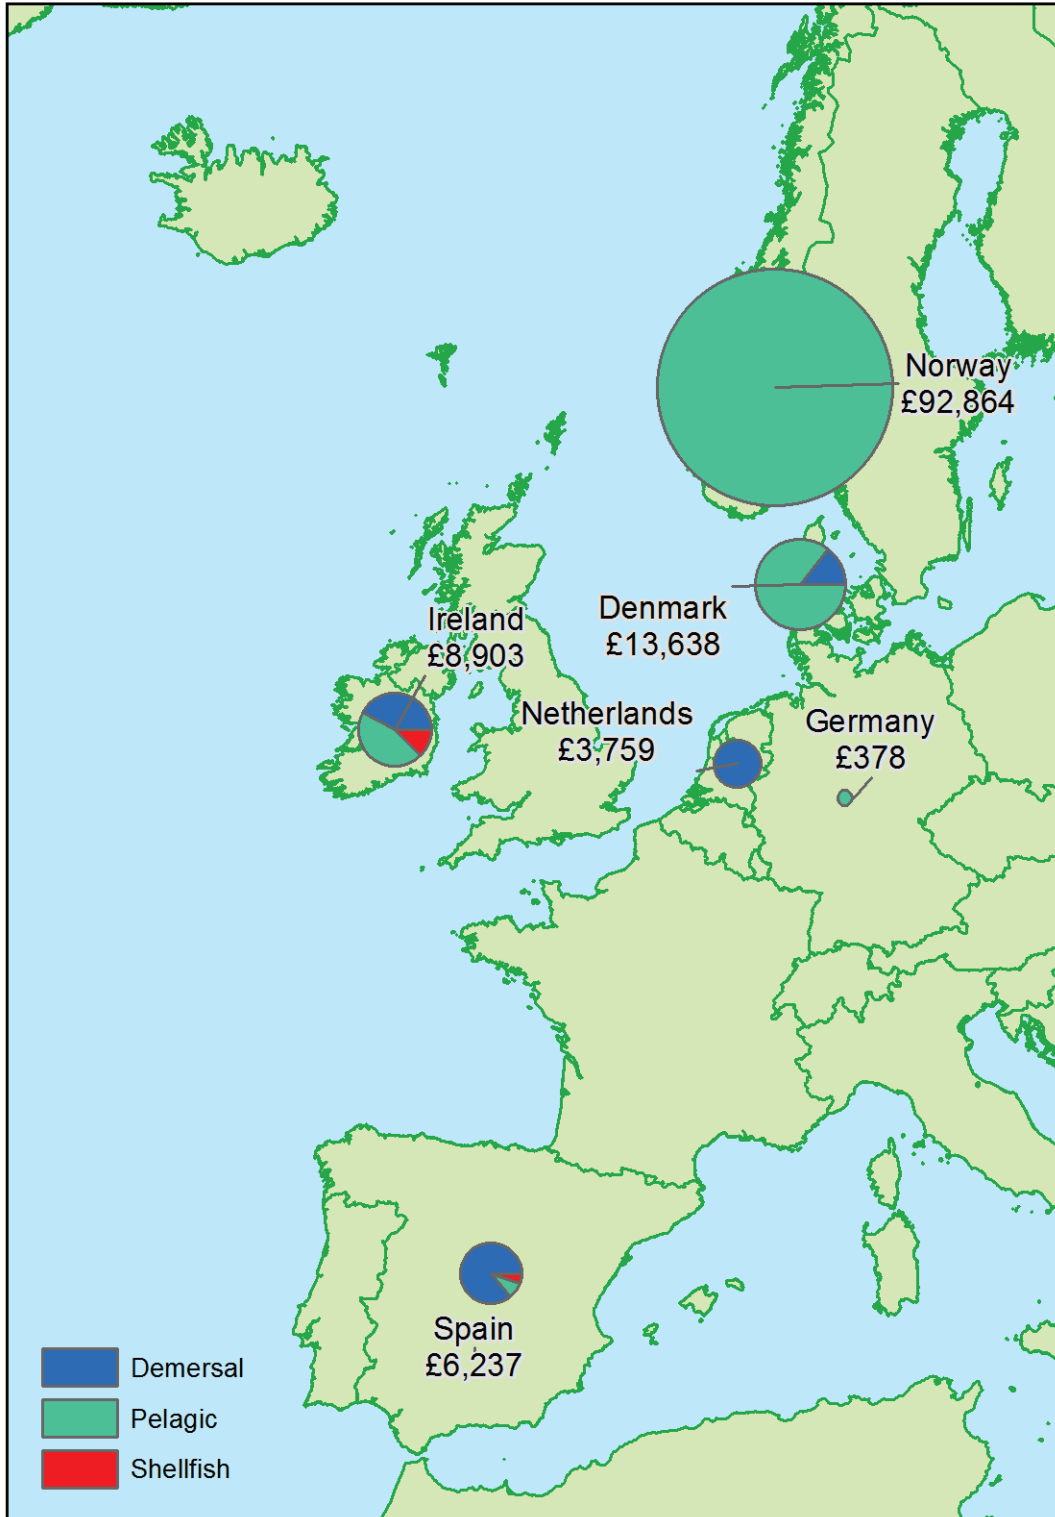 Norway
£92,864
Denmark
£13,638
Ireland
£8,903
Netherlands
£3,759
Germany
£378
Spain
£6,237
Demersal
Pelagic
Shellfish